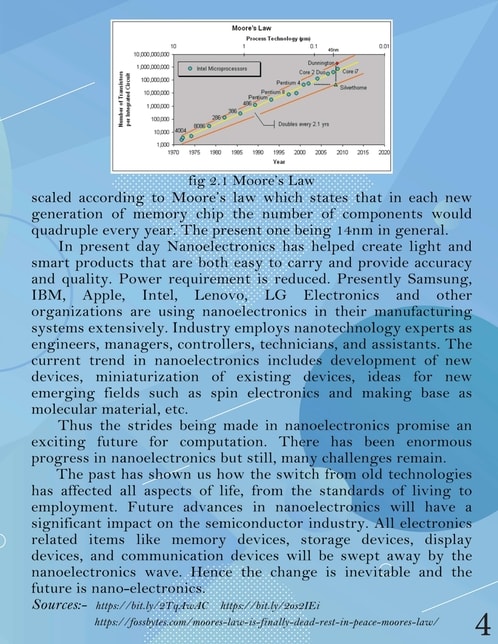 Moore's Law
Process Technology (µm)
10 1 0.1 45nm 0.01
10,000,000,000
1,000,000,000
100,000,000
10,000,000
1,000,000
100,000
10,000
1,000
Number of Transistors
per Integrated Circuit
Intel Microprocessors
Dunnington
Core 2 Duo
Core i7
Pentium 4
Silverthorne
Pentium II
Pentium
486
386
286
8086
4004
Doubles every 2.1 yrs
1970 1975 1980 1985 1990 1995 2000 2005 2010 2015 2020
Year
fig 2.1 Moore's Law
scaled according to Moore's law which states that in each new
generation of memory chip the number of components would
quadruple every year. The present one being 14nm in general.
In present day Nanoelectronics has helped create light and
smart products that are both easy to carry and provide accuracy
and quality. Power requirement is reduced. Presently Samsung,
IBM, Apple, Intel, Lenovo, LG Electronics and other
organizations are using nanoelectronics in their manufacturing
systems extensively. Industry employs nanotechnology experts as
engineers, managers, controllers, technicians, and assistants. The
current trend in nanoelectronics includes development of new
devices, miniaturization of existing devices, ideas for new
emerging fields such as spin electronics and making base as
molecular material, etc.
Thus the strides being made in nanoelectronics promise an
exciting future for computation. There has been enormous
progress in nanoelectronics but still, many challenges remain.
The past has shown us how the switch from old technologies
has affected all aspects of life, from the standards of living to
employment. Future advances in nanoelectronics will have a
significant impact on the semiconductor industry. All electronics
related items like memory devices, storage devices, display
devices, and communication devices will be swept away by the
nanoelectronics wave. Hence the change is inevitable and the
future is nano-electronics.
Sources:- https://bit.ly/2TqAwAC https://bit.ly/2os2IEi
https://fossbytes.com/moores-law-is-finally-dead-rest-in-peace-moores-law/
4